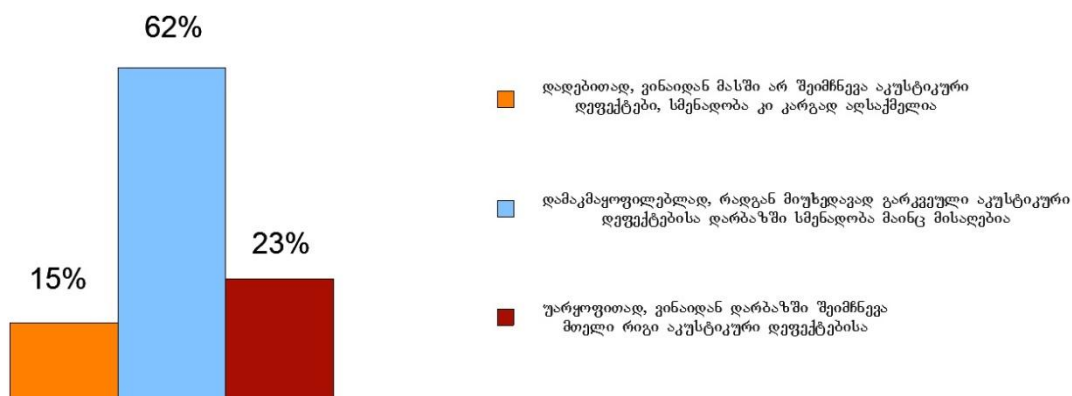 62%
23%
15%
დადებითად, ვინაიდან მასში არ შეიმჩნევა აკუსტიკური
დეფექტები, სმენადობა კი კარგად აღსაქმელია
დამაკმაყოფილებლად, რადგან მიუხედავად გარკვეული აკუსტიკური
დეფექტებისა დარბაზში სმენადობა მაინც მისაღებია
უარყოფითად, ვინაიდან დარბაზში შეიმჩნევა
მთელი რიგი აკუსტიკური დეფექტებისა